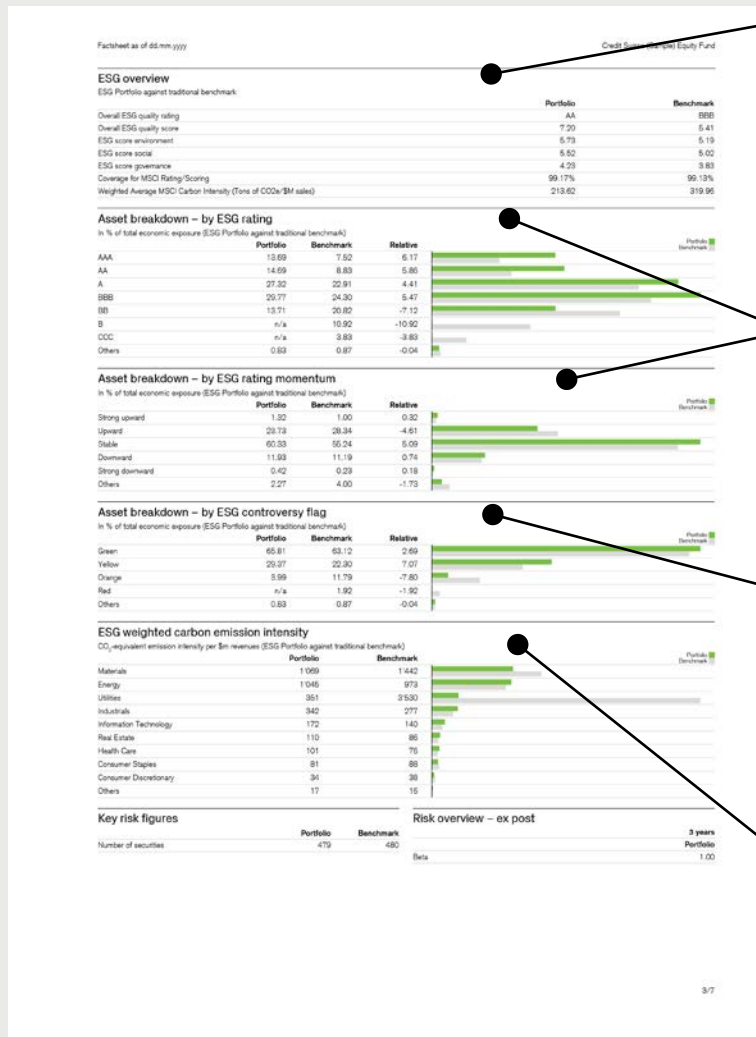 Factsheet as of dd.mm.yyyy Credit Suisse (Sample) Equity Fund
ESG overview
ESG Portfolio against traditional benchmark
Portfolio Benchmark
Overall ESG quality rating AA BBB
Overall ESG quality score 7.20 5.41
ESG score environment 5.73 5.19
ESG score social 5.52 5.02
ESG score governance 4.23 3.83
Coverage for MSCI Rating/Scoring 99.17% 99.13%
Weighted Average MSCI Carbon Intensity (Tons of CO2e/$M sales) 213.62 319.96
Asset breakdown – by ESG rating
In % of total economic exposure (ESG Portfolio against traditional benchmark)
Portfolio Benchmark Relative Portfolio
Benchmark
AAA 13.69 7.52 6.17
AA 14.69 8.83 5.86
A 27.32 22.91 4.41
BBB 29.77 24.30 5.47
BB 13.71 20.82 -7.12
B n/a 10.92 -10.92
CCC n/a 3.83 -3.83
Others 0.83 0.87 -0.04
Asset breakdown – by ESG rating momentum
In % of total economic exposure (ESG Portfolio against traditional benchmark)
Portfolio Benchmark Relative Portfolio
Benchmark
Strong upward 1.32 1.00 0.32
Upward 23.73 28.34 -4.61
Stable 60.33 55.24 5.09
Downward 11.93 11.19 0.74
Strong downward 0.42 0.23 0.18
Others 2.27 4.00 -1.73
Asset breakdown – by ESG controversy flag
In % of total economic exposure (ESG Portfolio against traditional benchmark)
Portfolio Benchmark Relative Portfolio
Benchmark
Green 65.81 63.12 2.69
Yellow 29.37 22.30 7.07
Orange 3.99 11.79 -7.80
Red n/a 1.92 -1.92
Others 0.83 0.87 -0.04
ESG weighted carbon emission intensity
CO₂-equivalent emission intensity per $m revenues (ESG Portfolio against traditional benchmark)
Portfolio Benchmark Portfolio
Benchmark
Materials 1'069 1'442
Energy 1'045 973
Utilities 351 3'530
Industrials 342 277
Information Technology 172 140
Real Estate 110 86
Health Care 101 76
Consumer Staples 81 88
Consumer Discretionary 34 38
Others 17 16
Key risk figures Risk overview – ex post
Portfolio Benchmark 3 years
Number of securities 479 480 Portfolio
Beta 1.00
3/7